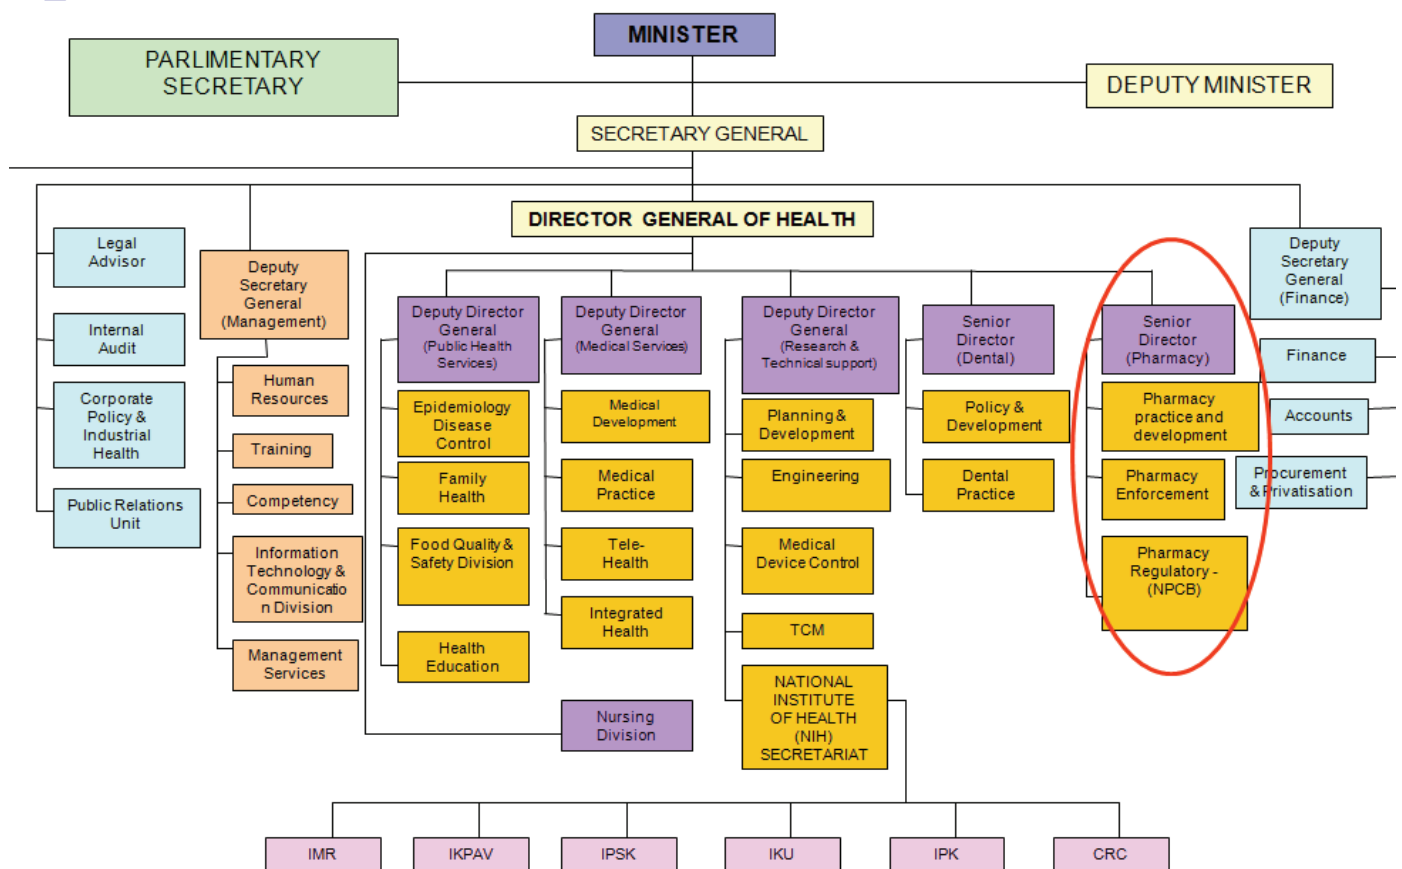 MINISTER
PARLIMENTARY
SECRETARY
DEPUTY MINISTER
SECRETARY GENERAL
DIRECTOR GENERAL OF HEALTH
Legal
Advisor
Internal
Audit
Corporate
Policy &
Industrial
Health
Public Relations
Unit
Deputy
Secretary
General
(Management)
Human
Resources
Training
Competency
Information
Technology &
Communicatio
n Division
Management
Services
Deputy Director
General
(Public Health
Services)
Epidemiology
Disease
Control
Family
Health
Food Quality &
Safety Division
Health
Education
Deputy Director
General
(Medical Services)
Medical
Development
Medical
Practice
Tele-
Health
Integrated
Health
Nursing
Division
Deputy Director
General
(Research &
Technical support)
Planning &
Development
Engineering
Medical
Device Control
TCM
NATIONAL
INSTITUTE
OF HEALTH
(NIH)
SECRETARIAT
Senior
Director
(Dental)
Policy &
Development
Dental
Practice
Senior
Director
(Pharmacy)
Pharmacy
practice and
development
Pharmacy
Enforcement
Pharmacy
Regulatory -
(NPCB)
Deputy
Secretary
General
(Finance)
Finance
Accounts
Procurement
& Privatisation
IMR
IKPAV
IPSK
IKU
IPK
CRC